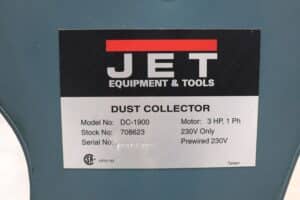 JET
EQUIPMENT & TOOLS
DUST COLLECTOR
Model No: DC-1900 Motor: 3 HP, 1 Ph
Stock No: 708623 230V Only
Serial No: Prewired 230V
Taiwan